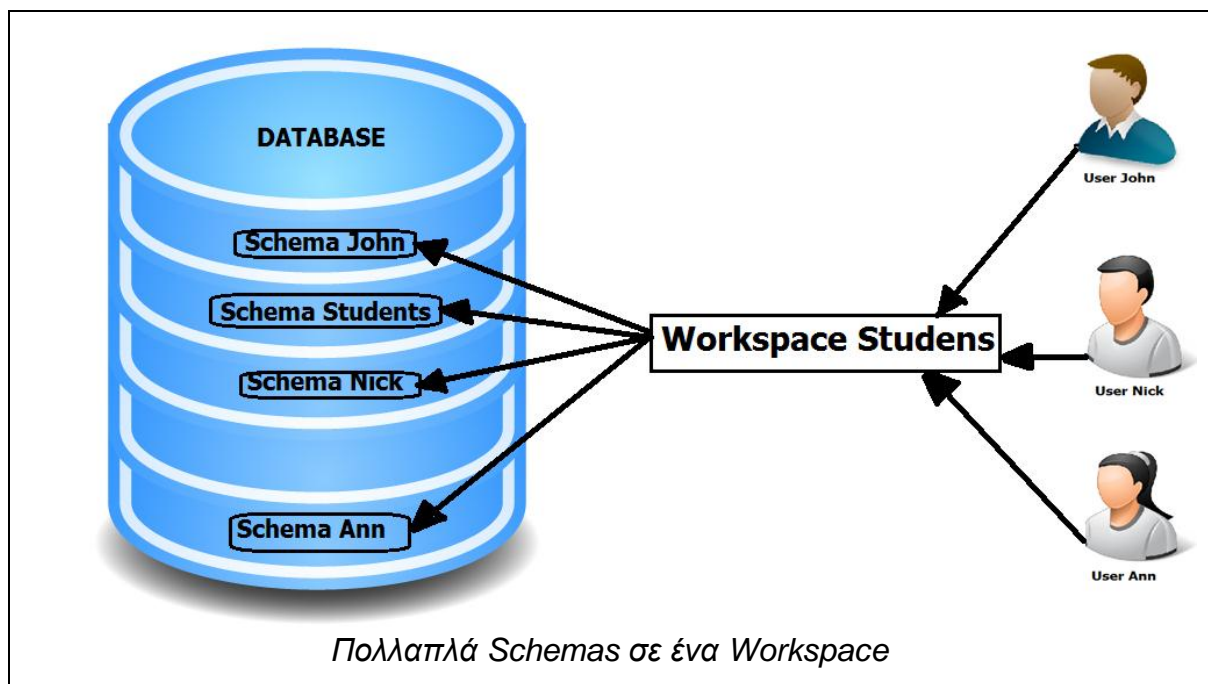 DATABASE
Schema John
Schema Students
Schema Nick
Schema Ann
Workspace Studens
User John
User Nick
User Ann
Πολλαπλά Schemas σε ένα Workspace